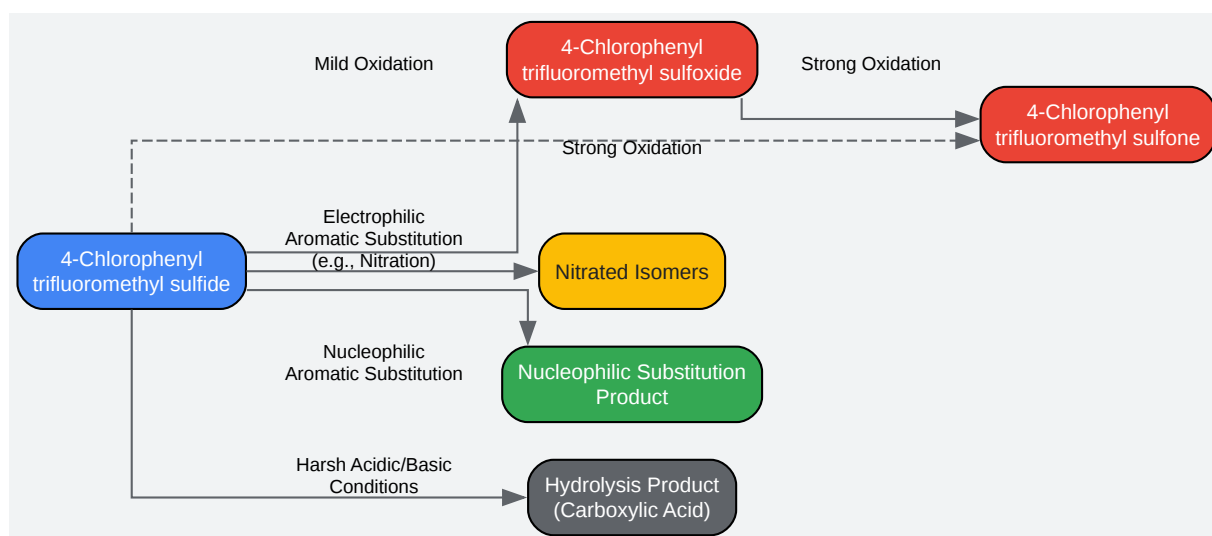 Mild Oxidation
4-Chlorophenyl
trifluoromethyl sulfoxide
Strong Oxidation
4-Chlorophenyl
trifluoromethyl sulfone
Strong Oxidation
4-Chlorophenyl
trifluoromethyl sulfide
Electrophilic
Aromatic Substitution
(e.g., Nitration)
Nitrated Isomers
Nucleophilic
Aromatic Substitution
Nucleophilic Substitution
Product
Harsh Acidic/Basic
Conditions
Hydrolysis Product
(Carboxylic Acid)